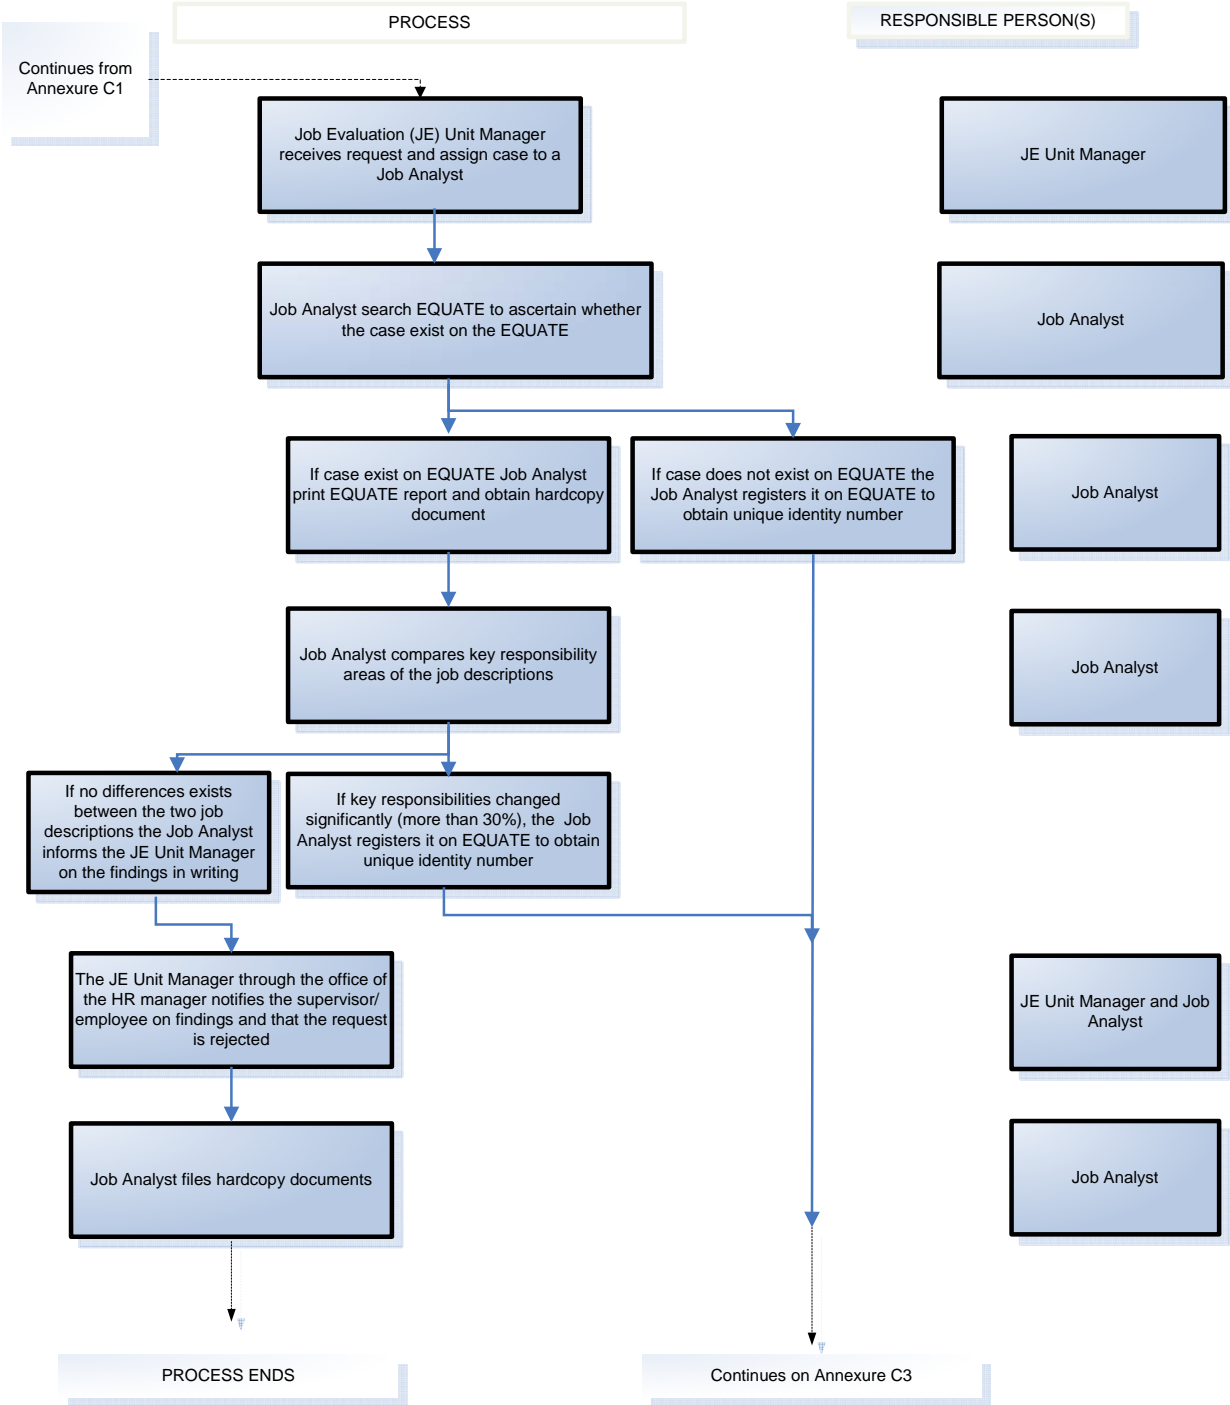 PROCESS
RESPONSIBLE PERSON(S)
Continues from
Annexure C1
Job Evaluation (JE) Unit Manager
receives request and assign case to a
Job Analyst
JE Unit Manager
Job Analyst search EQUATE to ascertain whether
the case exist on the EQUATE
Job Analyst
If case exist on EQUATE Job Analyst
print EQUATE report and obtain hardcopy
document
If case does not exist on EQUATE the
Job Analyst registers it on EQUATE to
obtain unique identity number
Job Analyst
Job Analyst compares key responsibility
areas of the job descriptions
Job Analyst
If no differences exists
between the two job
descriptions the Job Analyst
informs the JE Unit Manager
on the findings in writing
If key responsibilities changed
significantly (more than 30%), the Job
Analyst registers it on EQUATE to obtain
unique identity number
The JE Unit Manager through the office of
the HR manager notifies the supervisor/
employee on findings and that the request
is rejected
JE Unit Manager and Job
Analyst
Job Analyst files hardcopy documents
Job Analyst
PROCESS ENDS
Continues on Annexure C3